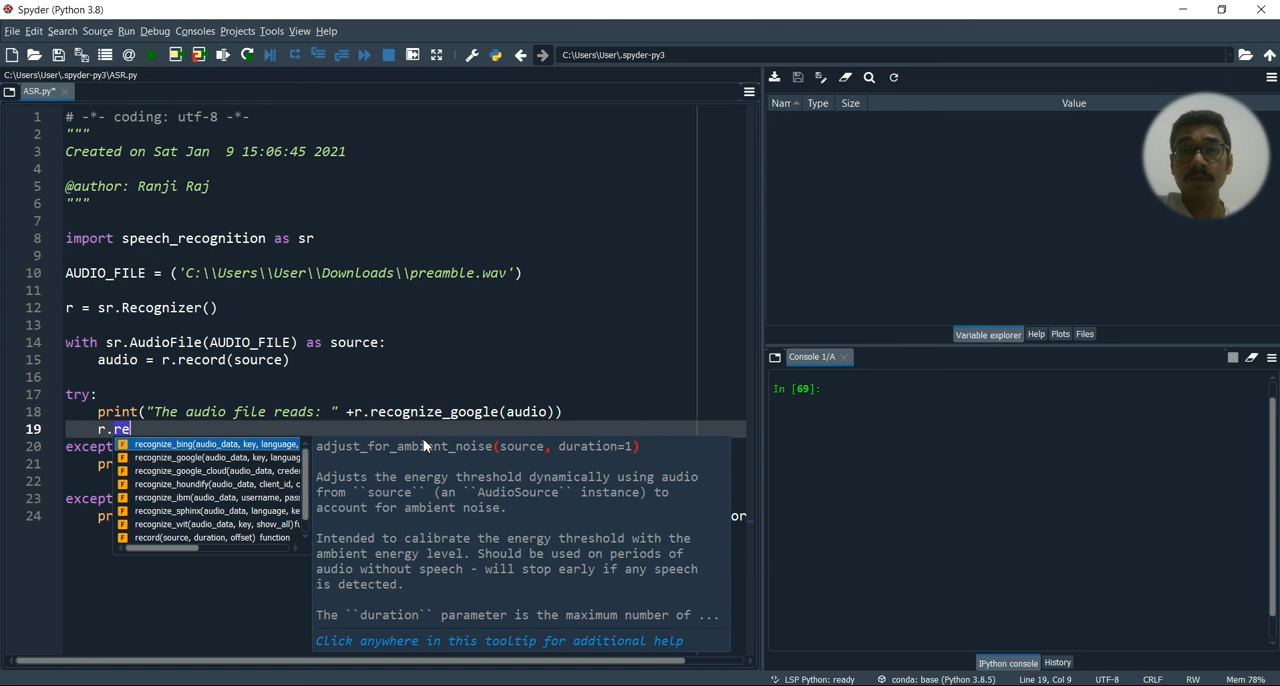 Spyder (Python 3.8)
File Edit Search Source Run Debug Consoles Projects Tools View Help
C:\Users\User\.spyder-py3
C:\Users\User\.spyder-py3\ASR.py
ASR.py*
1 # -*- coding: utf-8 -*-
2 """
3 Created on Sat Jan  9 15:06:45 2021
4
5 @author: Ranji Raj
6 """
7
8 import speech_recognition as sr
9
10 AUDIO_FILE = ('C:\\Users\\User\\Downloads\\preamble.wav')
11
12 r = sr.Recognizer()
13
14 with sr.AudioFile(AUDIO_FILE) as source:
15     audio = r.record(source)
16
17 try:
18     print("The audio file reads: " +r.recognize_google(audio))
19     r.re
20 except
21     pr
22
23 except
24     pr or
recognize_bing(audio_data, key, language,
recognize_google(audio_data, key, languag
recognize_google_cloud(audio_data, creder
recognize_houndify(audio_data, client_id, c
recognize_ibm(audio_data, username, pas
recognize_sphinx(audio_data, language, ke
recognize_wit(audio_data, key, show_all)fu
record(source, duration, offset) function
adjust_for_ambient_noise(source, duration=1)
Adjusts the energy threshold dynamically using audio
from ``source`` (an ``AudioSource`` instance) to
account for ambient noise.
Intended to calibrate the energy threshold with the
ambient energy level. Should be used on periods of
audio without speech - will stop early if any speech
is detected.
The ``duration`` parameter is the maximum number of ...
Click anywhere in this tooltip for additional help
Nam Type Size Value
Variable explorer Help Plots Files
Console 1/A
In [69]:
IPython console History
LSP Python: ready conda: base (Python 3.8.5) Line 19, Col 9 UTF-8 CRLF RW Mem 78%